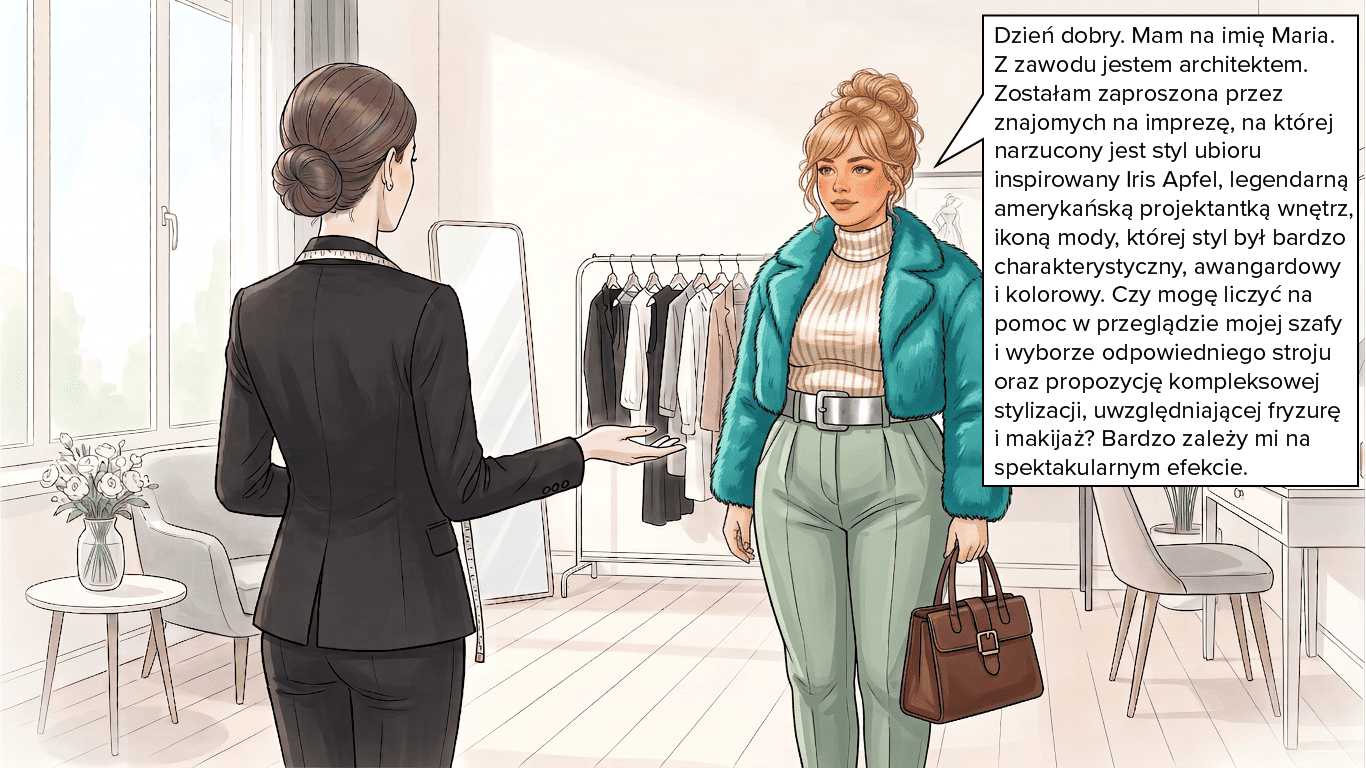 Dzień dobry. Mam na imię Maria.
Z zawodu jestem architektem.
Zostałam zaproszona przez
znajomych na imprezę, na której
narzucony jest styl ubioru
inspirowany Iris Apfel, legendarną
amerykańską projektantką wnętrz,
ikoną mody, której styl był bardzo
charakterystyczny, awangardowy
i kolorowy. Czy mogę liczyć na
pomoc w przeglądzie mojej szafy
i wyborze odpowiedniego stroju
oraz propozycję kompleksowej
stylizacji, uwzględniającej fryzurę
i makijaż? Bardzo zależy mi na
spektakularnym efekcie.